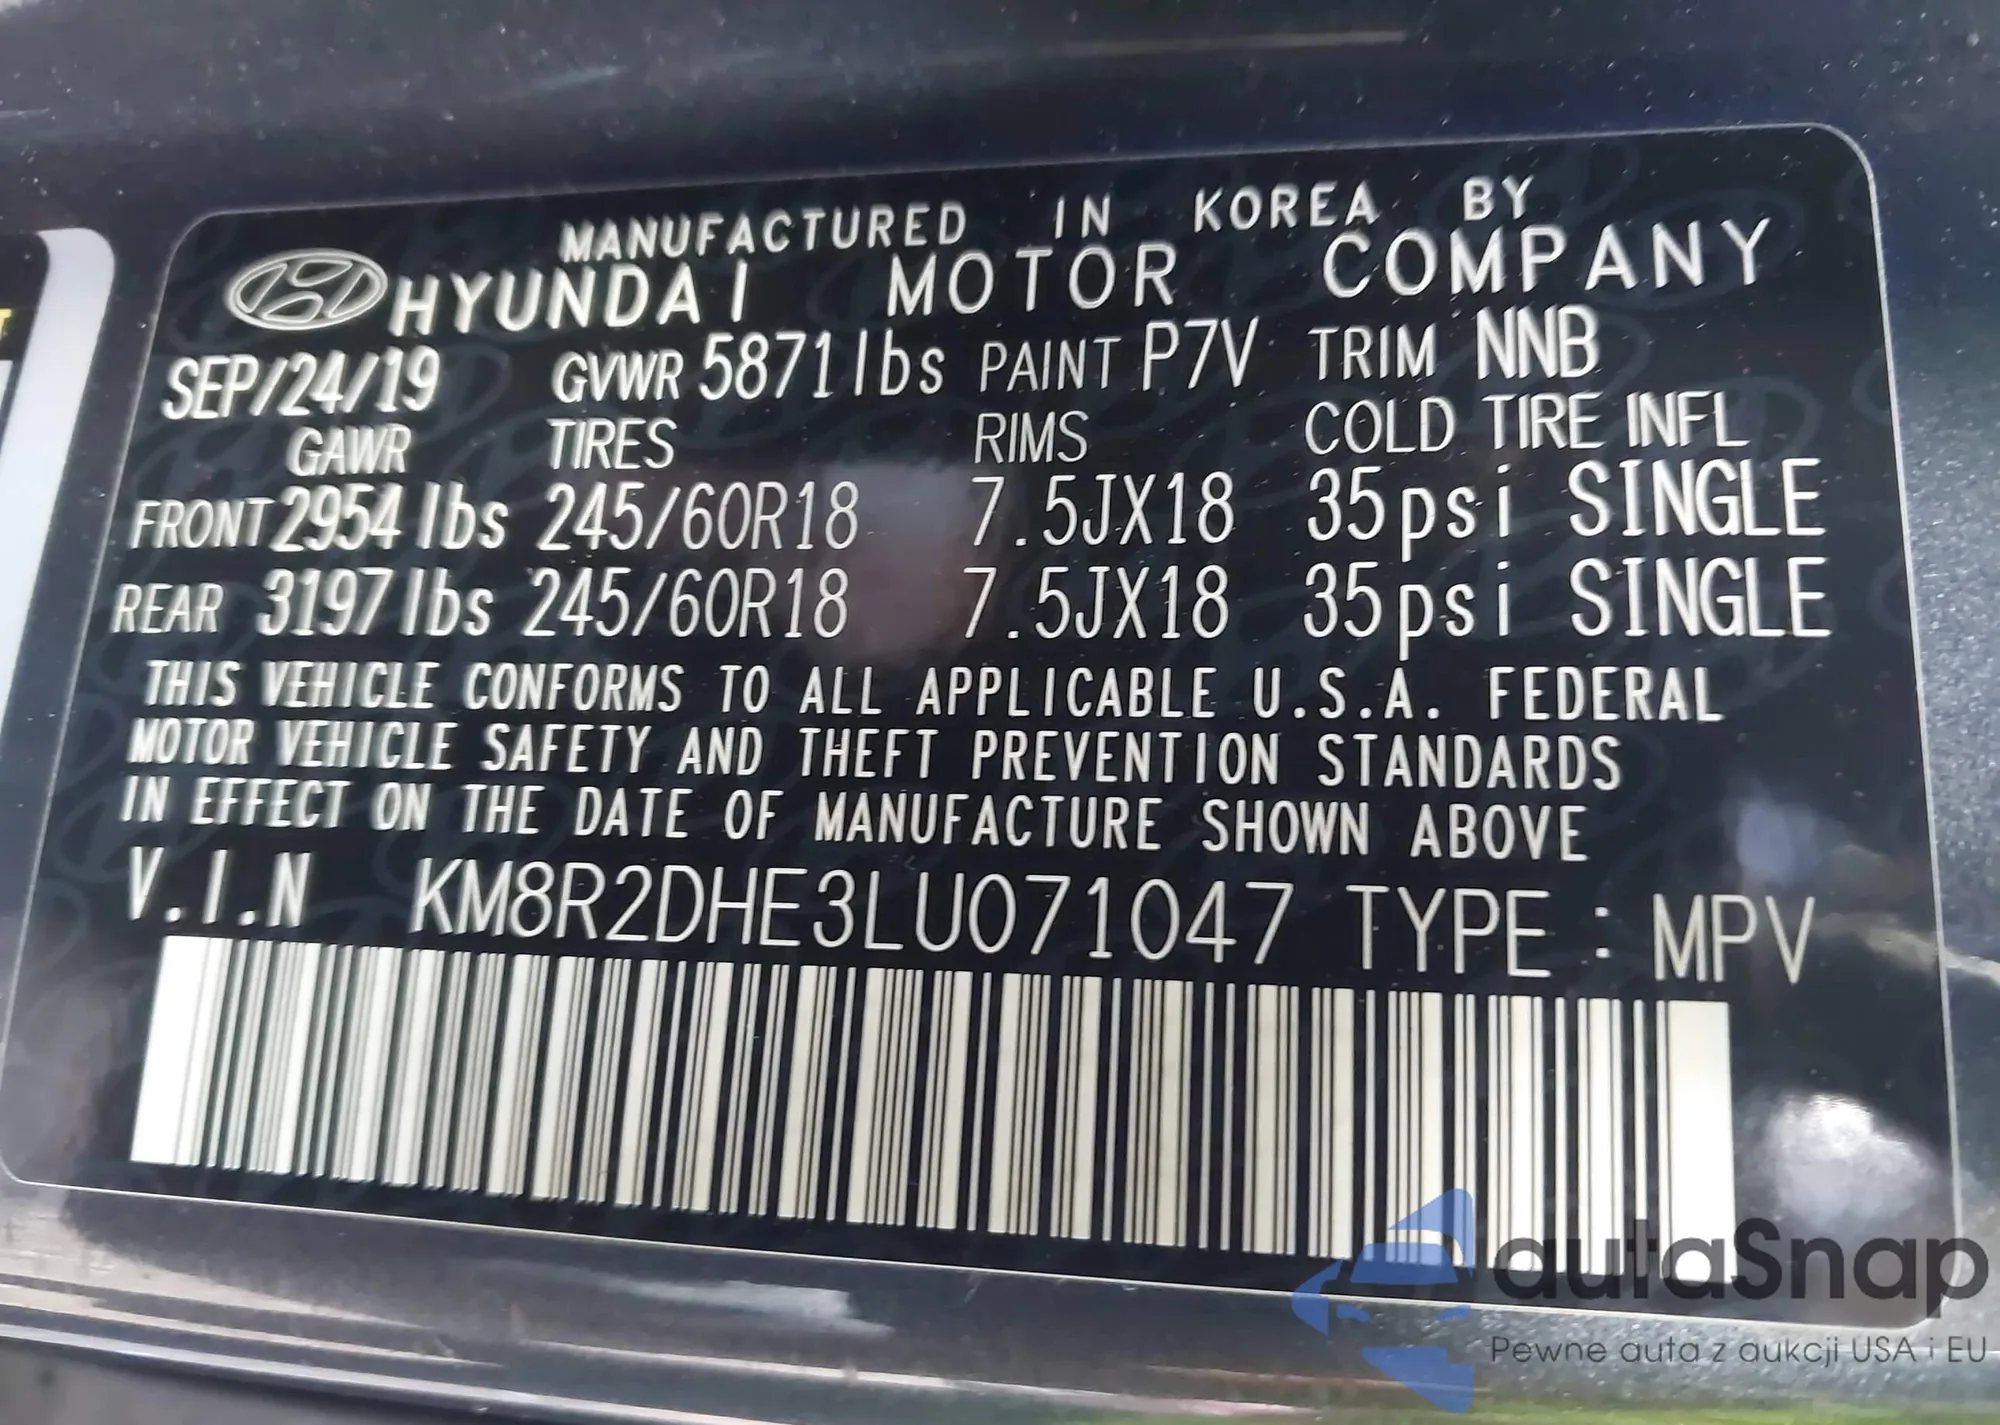 MANUFACTURED IN KOREA BY
HYUNDAI MOTOR COMPANY
SEP/24/19 GVWR 5871lbs PAINT P7V TRIM NNB
GAWR TIRES RIMS COLD TIRE INFL
FRONT 2954 lbs 245/60R18 7.5JX18 35psi SINGLE
REAR 3197 lbs 245/60R18 7.5JX18 35psi SINGLE
THIS VEHICLE CONFORMS TO ALL APPLICABLE U.S.A. FEDERAL
MOTOR VEHICLE SAFETY AND THEFT PREVENTION STANDARDS
IN EFFECT ON THE DATE OF MANUFACTURE SHOWN ABOVE
V.I.N KM8R2DHE3LU071047 TYPE : MPV
autaSnap
Pewne auta z aukcji USA i EU